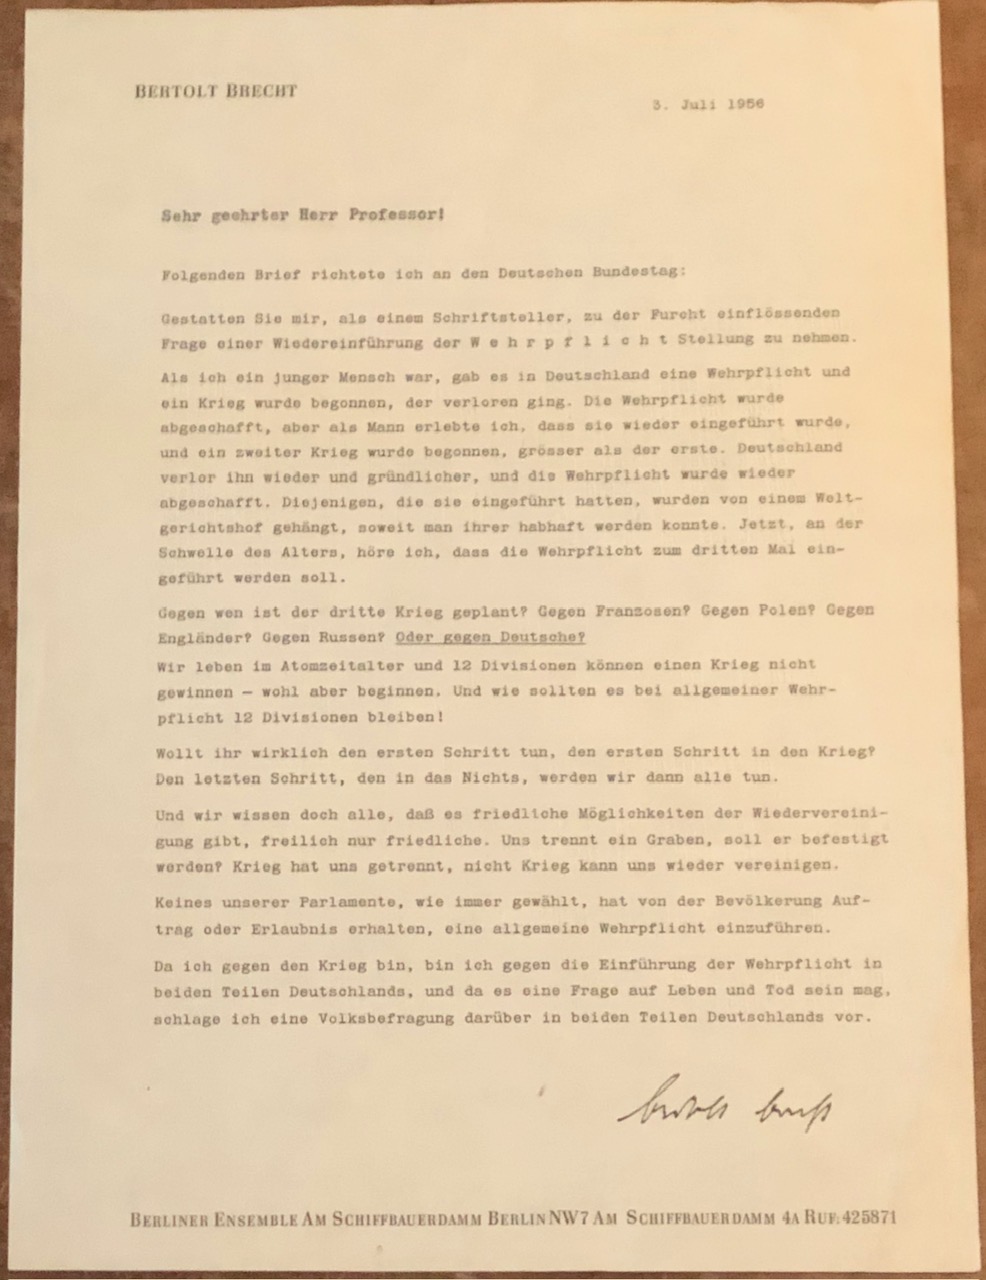 BERTOLT BRECHT
3. Juli 1956
Sehr geehrter Herr Professor!
Folgenden Brief richtete ich an den Deutschen Bundestag:
Gestatten Sie mir, als einem Schriftsteller, zu der Furcht einflössenden
Frage einer Wiedereinführung der W e h r p f l i c h t Stellung zu nehmen.
Als ich ein junger Mensch war, gab es in Deutschland eine Wehrpflicht und
ein Krieg wurde begonnen, der verloren ging. Die Wehrpflicht wurde
abgeschafft, aber als Mann erlebte ich, dass sie wieder eingeführt wurde,
und ein zweiter Krieg wurde begonnen, grösser als der erste. Deutschland
verlor ihn wieder und gründlicher, und die Wehrpflicht wurde wieder
abgeschafft. Diejenigen, die sie eingeführt hatten, wurden von einem Welt-
gerichtshof gehängt, soweit man ihrer habhaft werden konnte. Jetzt, an der
Schwelle des Alters, höre ich, dass die Wehrpflicht zum dritten Mal ein-
geführt werden soll.
Gegen wen ist der dritte Krieg geplant? Gegen Franzosen? Gegen Polen? Gegen
Engländer? Gegen Russen? Oder gegen Deutsche?
Wir leben im Atomzeitalter und 12 Divisionen können einen Krieg nicht
gewinnen - wohl aber beginnen. Und wie sollten es bei allgemeiner Wehr-
pflicht 12 Divisionen bleiben!
Wollt ihr wirklich den ersten Schritt tun, den ersten Schritt in den Krieg?
Den letzten Schritt, den in das Nichts, werden wir dann alle tun.
Und wir wissen doch alle, daß es friedliche Möglichkeiten der Wiedervereini-
gung gibt, freilich nur friedliche. Uns trennt ein Graben, soll er befestigt
werden? Krieg hat uns getrennt, nicht Krieg kann uns wieder vereinigen.
Keines unserer Parlamente, wie immer gewählt, hat von der Bevölkerung Auf-
trag oder Erlaubnis erhalten, eine allgemeine Wehrpflicht einzuführen.
Da ich gegen den Krieg bin, bin ich gegen die Einführung der Wehrpflicht in
beiden Teilen Deutschlands, und da es eine Frage auf Leben und Tod sein mag,
schlage ich eine Volksbefragung darüber in beiden Teilen Deutschlands vor.
bertolt brecht
BERLINER ENSEMBLE AM SCHIFFBAUERDAMM BERLIN NW7 AM SCHIFFBAUERDAMM 4A RUF: 425871